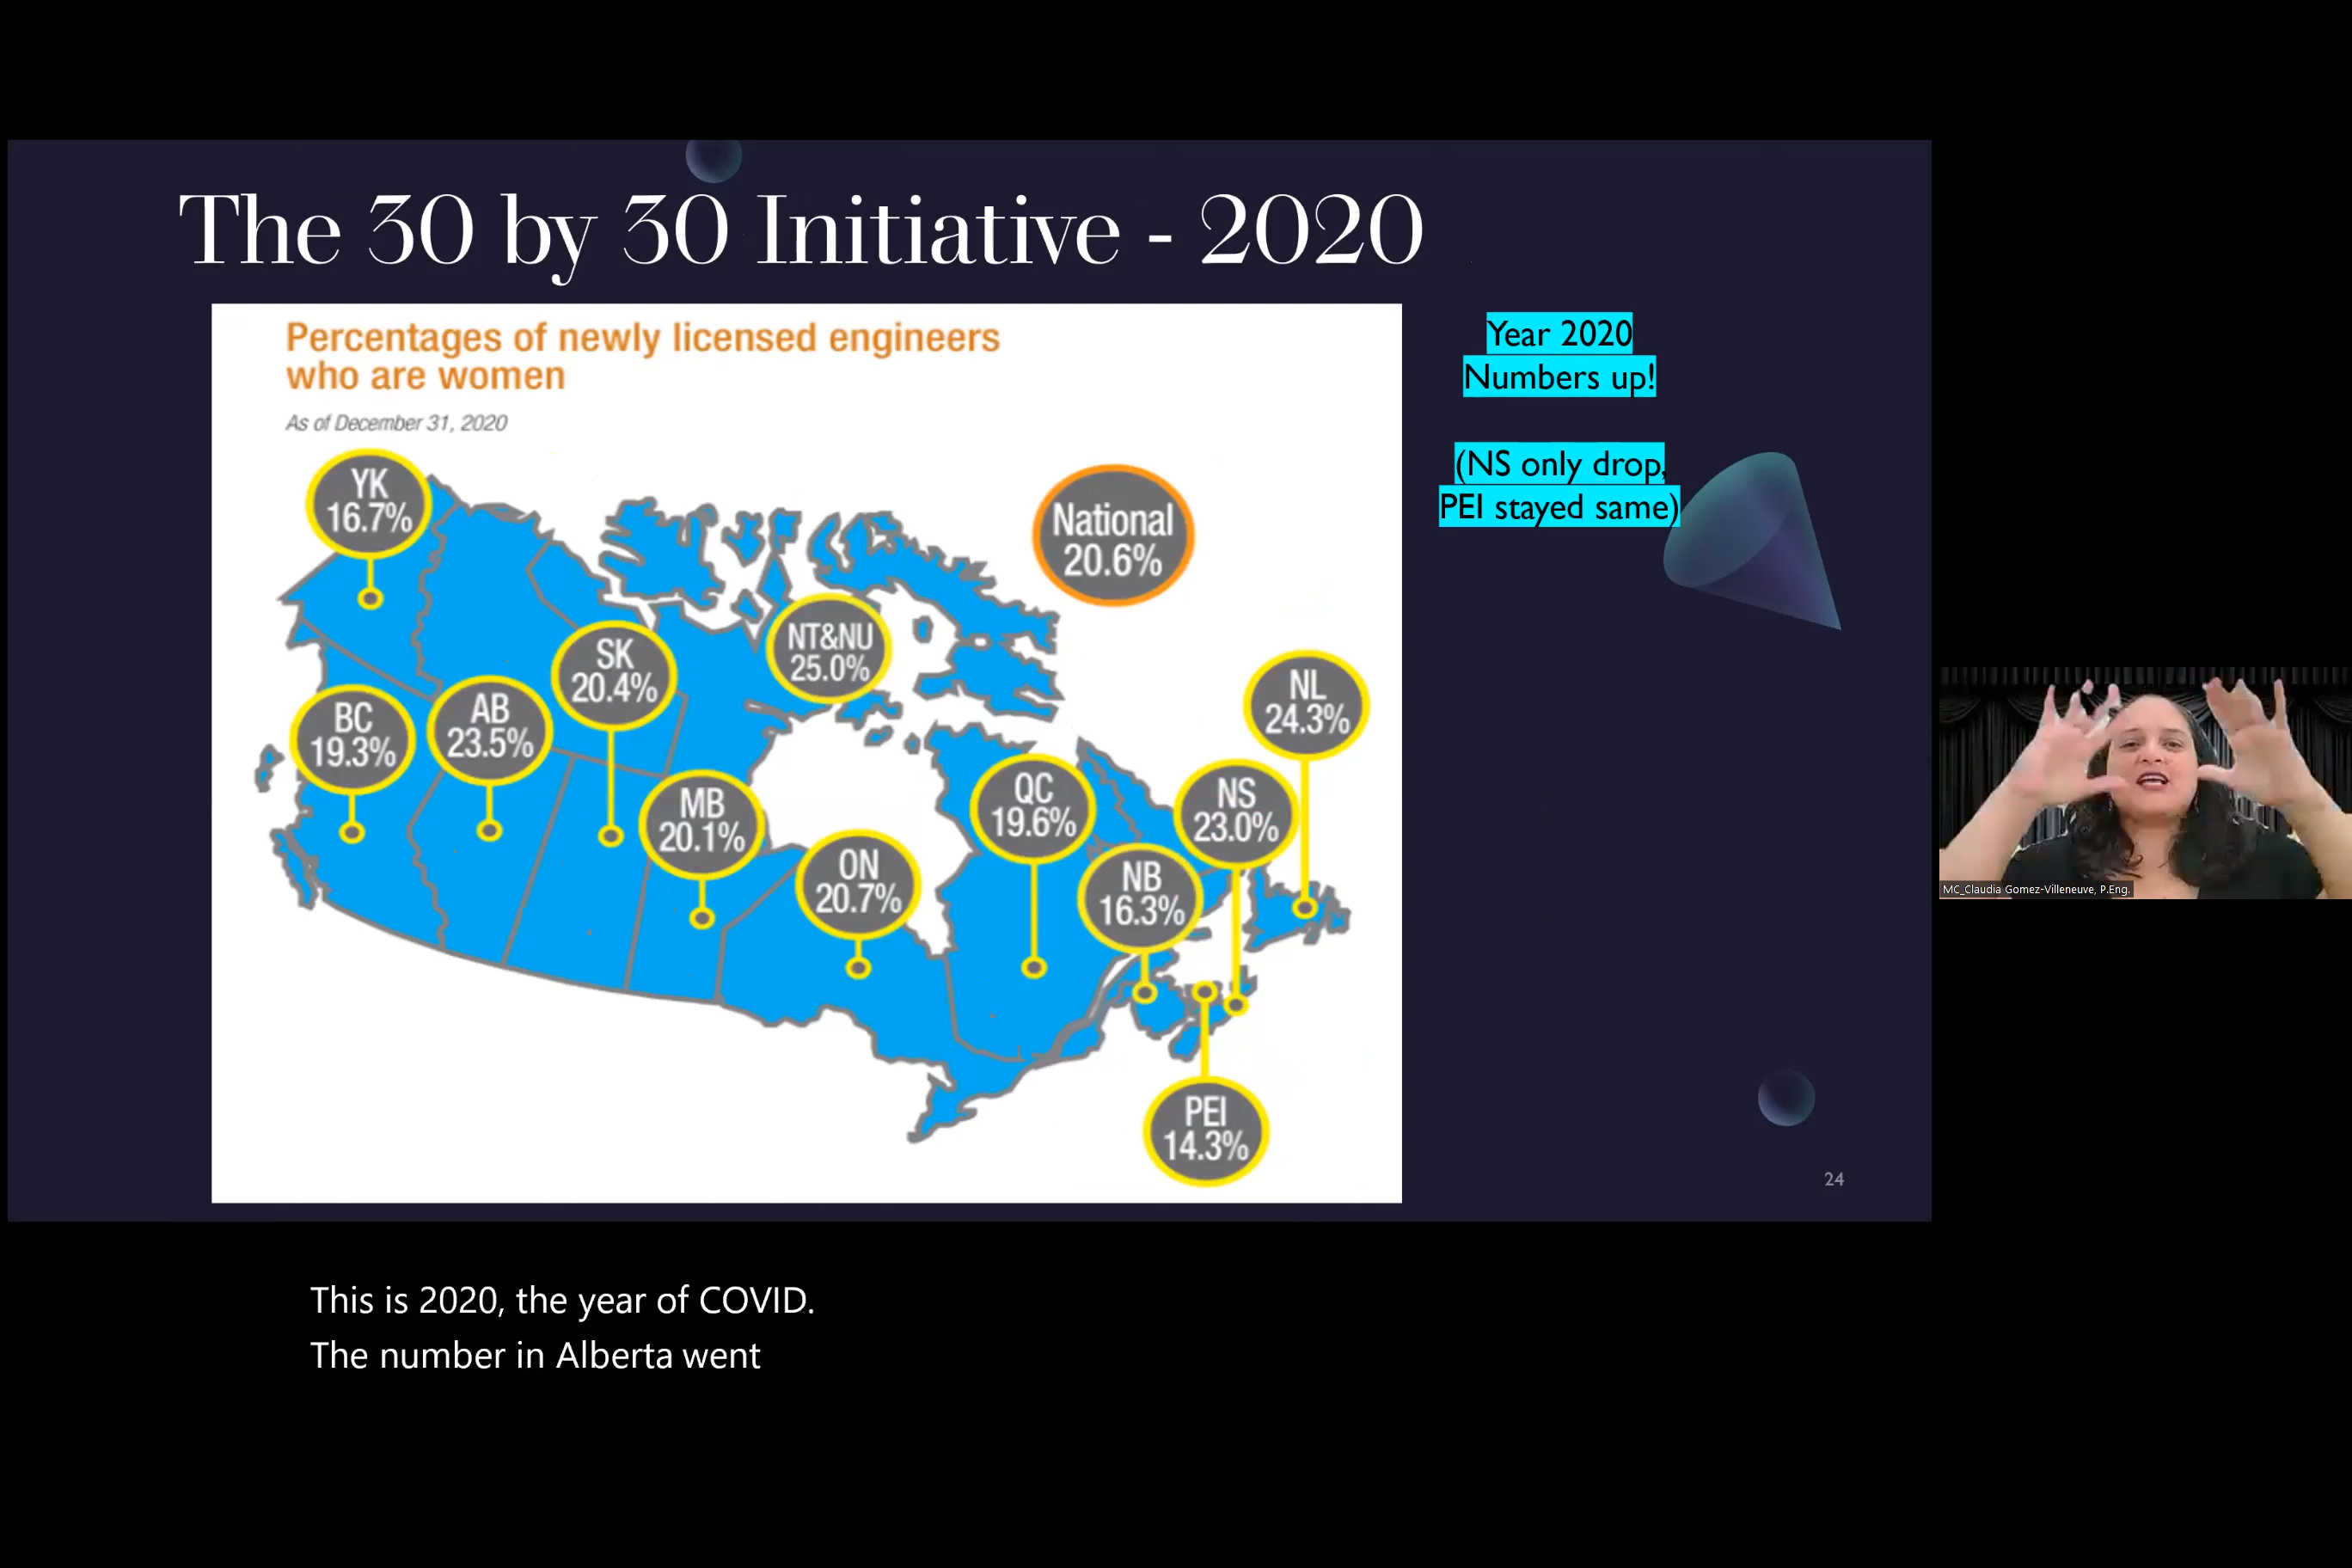 The 30 by 30 Initiative - 2020
Percentages of newly licensed engineers
who are women
As of December 31, 2020
Year 2020
Numbers up!
(NS only drop,
PEI stayed same)
YK
16.7%
National
20.6%
NT&NU
25.0%
SK
20.4%
NL
24.3%
BC
19.3%
AB
23.5%
MB
20.1%
ON
20.7%
QC
19.6%
NS
23.0%
NB
16.3%
PEI
14.3%
24
MC_Claudia Gomez-Villeneuve, P.Eng.
This is 2020, the year of COVID.
The number in Alberta went